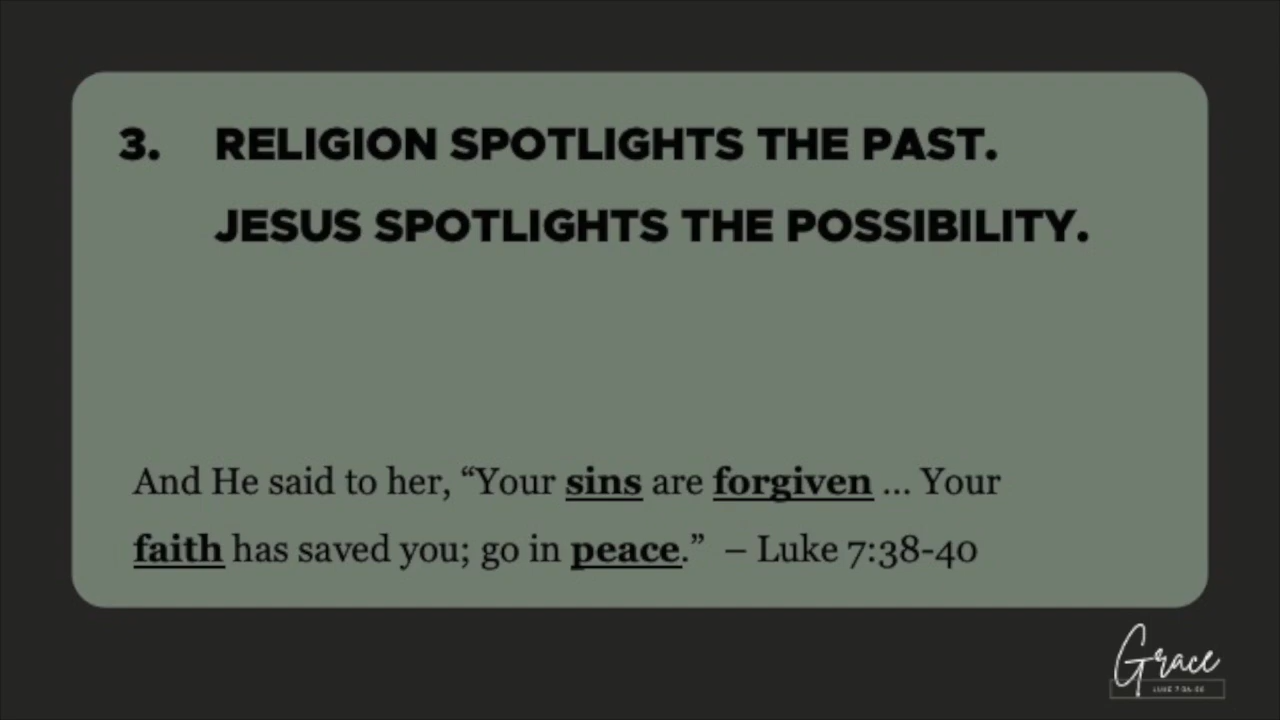 3. RELIGION SPOTLIGHTS THE PAST.
JESUS SPOTLIGHTS THE POSSIBILITY.
And He said to her, “Your sins are forgiven ... Your
faith has saved you; go in peace.” – Luke 7:38-40
Grace
LUKE